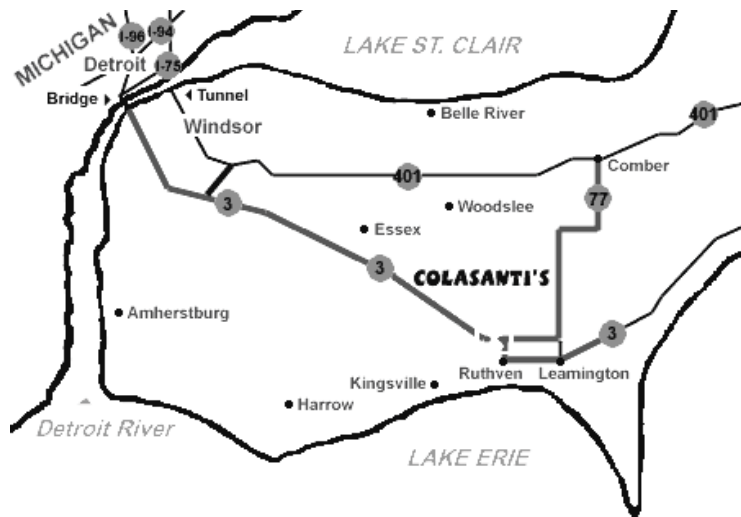 MICHIGAN
I-96
I-94
Detroit
I-75
LAKE ST. CLAIR
Bridge
Tunnel
Windsor
Belle River
401
Comber
401
77
3
Woodslee
Essex
3
COLASANTI'S
Amherstburg
3
Ruthven
Leamington
Kingsville
Harrow
Detroit River
LAKE ERIE